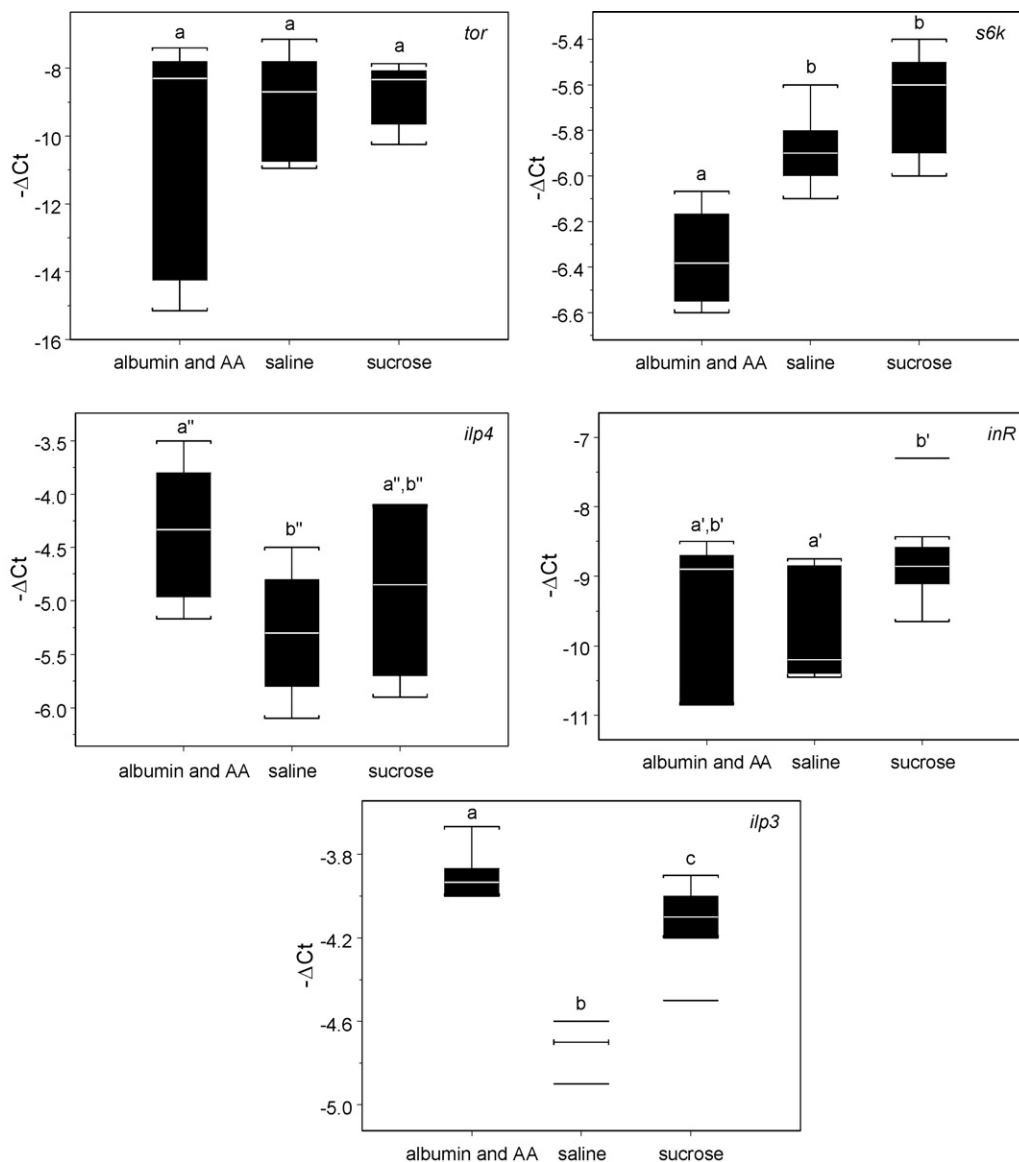 tor
a a a
-8
-10
-12
-14
-16
-ΔCt
albumin and AA saline sucrose
s6k
a b b
-5.4
-5.6
-5.8
-6.0
-6.2
-6.4
-6.6
-ΔCt
albumin and AA saline sucrose
ilp4
a" b" a",b"
-3.5
-4.0
-4.5
-5.0
-5.5
-6.0
-ΔCt
albumin and AA saline sucrose
inR
a',b' a' b'
-7
-8
-9
-10
-11
-ΔCt
albumin and AA saline sucrose
ilp3
a b c
-3.8
-4.2
-4.6
-5.0
-ΔCt
albumin and AA saline sucrose